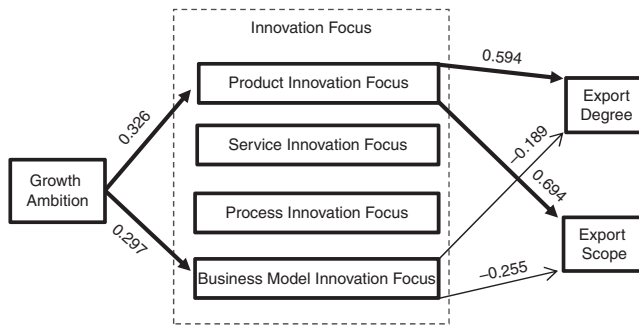 Innovation Focus
Product Innovation Focus
0.594
Export
Degree
0.326
Service Innovation Focus
−0.189
Growth
Ambition
0.694
Process Innovation Focus
0.297
Export
Scope
Business Model Innovation Focus
−0.255